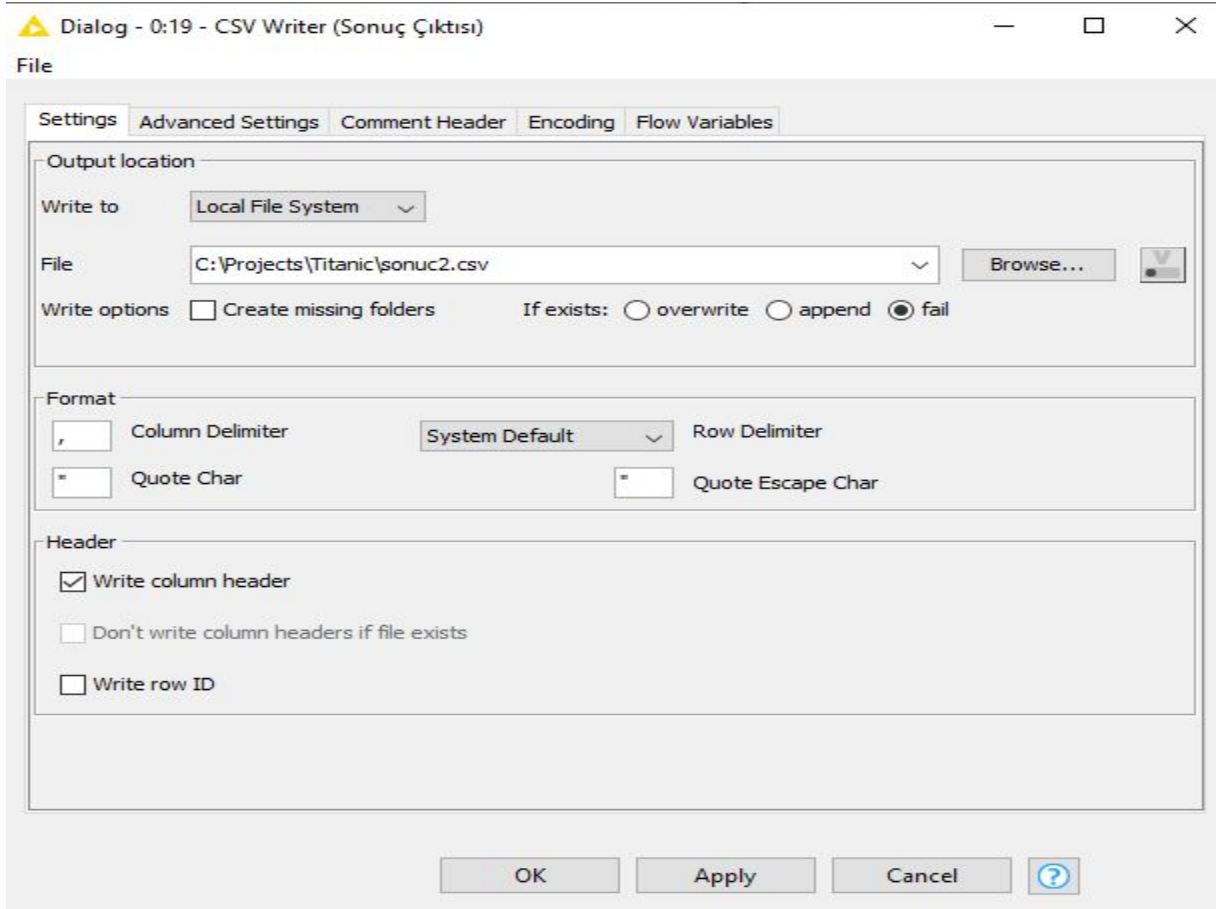 Dialog - 0:19 - CSV Writer (Sonuç Çıktısı)
File
Settings Advanced Settings Comment Header Encoding Flow Variables
Output location
Write to Local File System
File C:\Projects\Titanic\sonuc2.csv Browse... V
Write options Create missing folders If exists: overwrite append fail
Format
, Column Delimiter System Default Row Delimiter
" Quote Char " Quote Escape Char
Header
Write column header
Don't write column headers if file exists
Write row ID
OK Apply Cancel ?